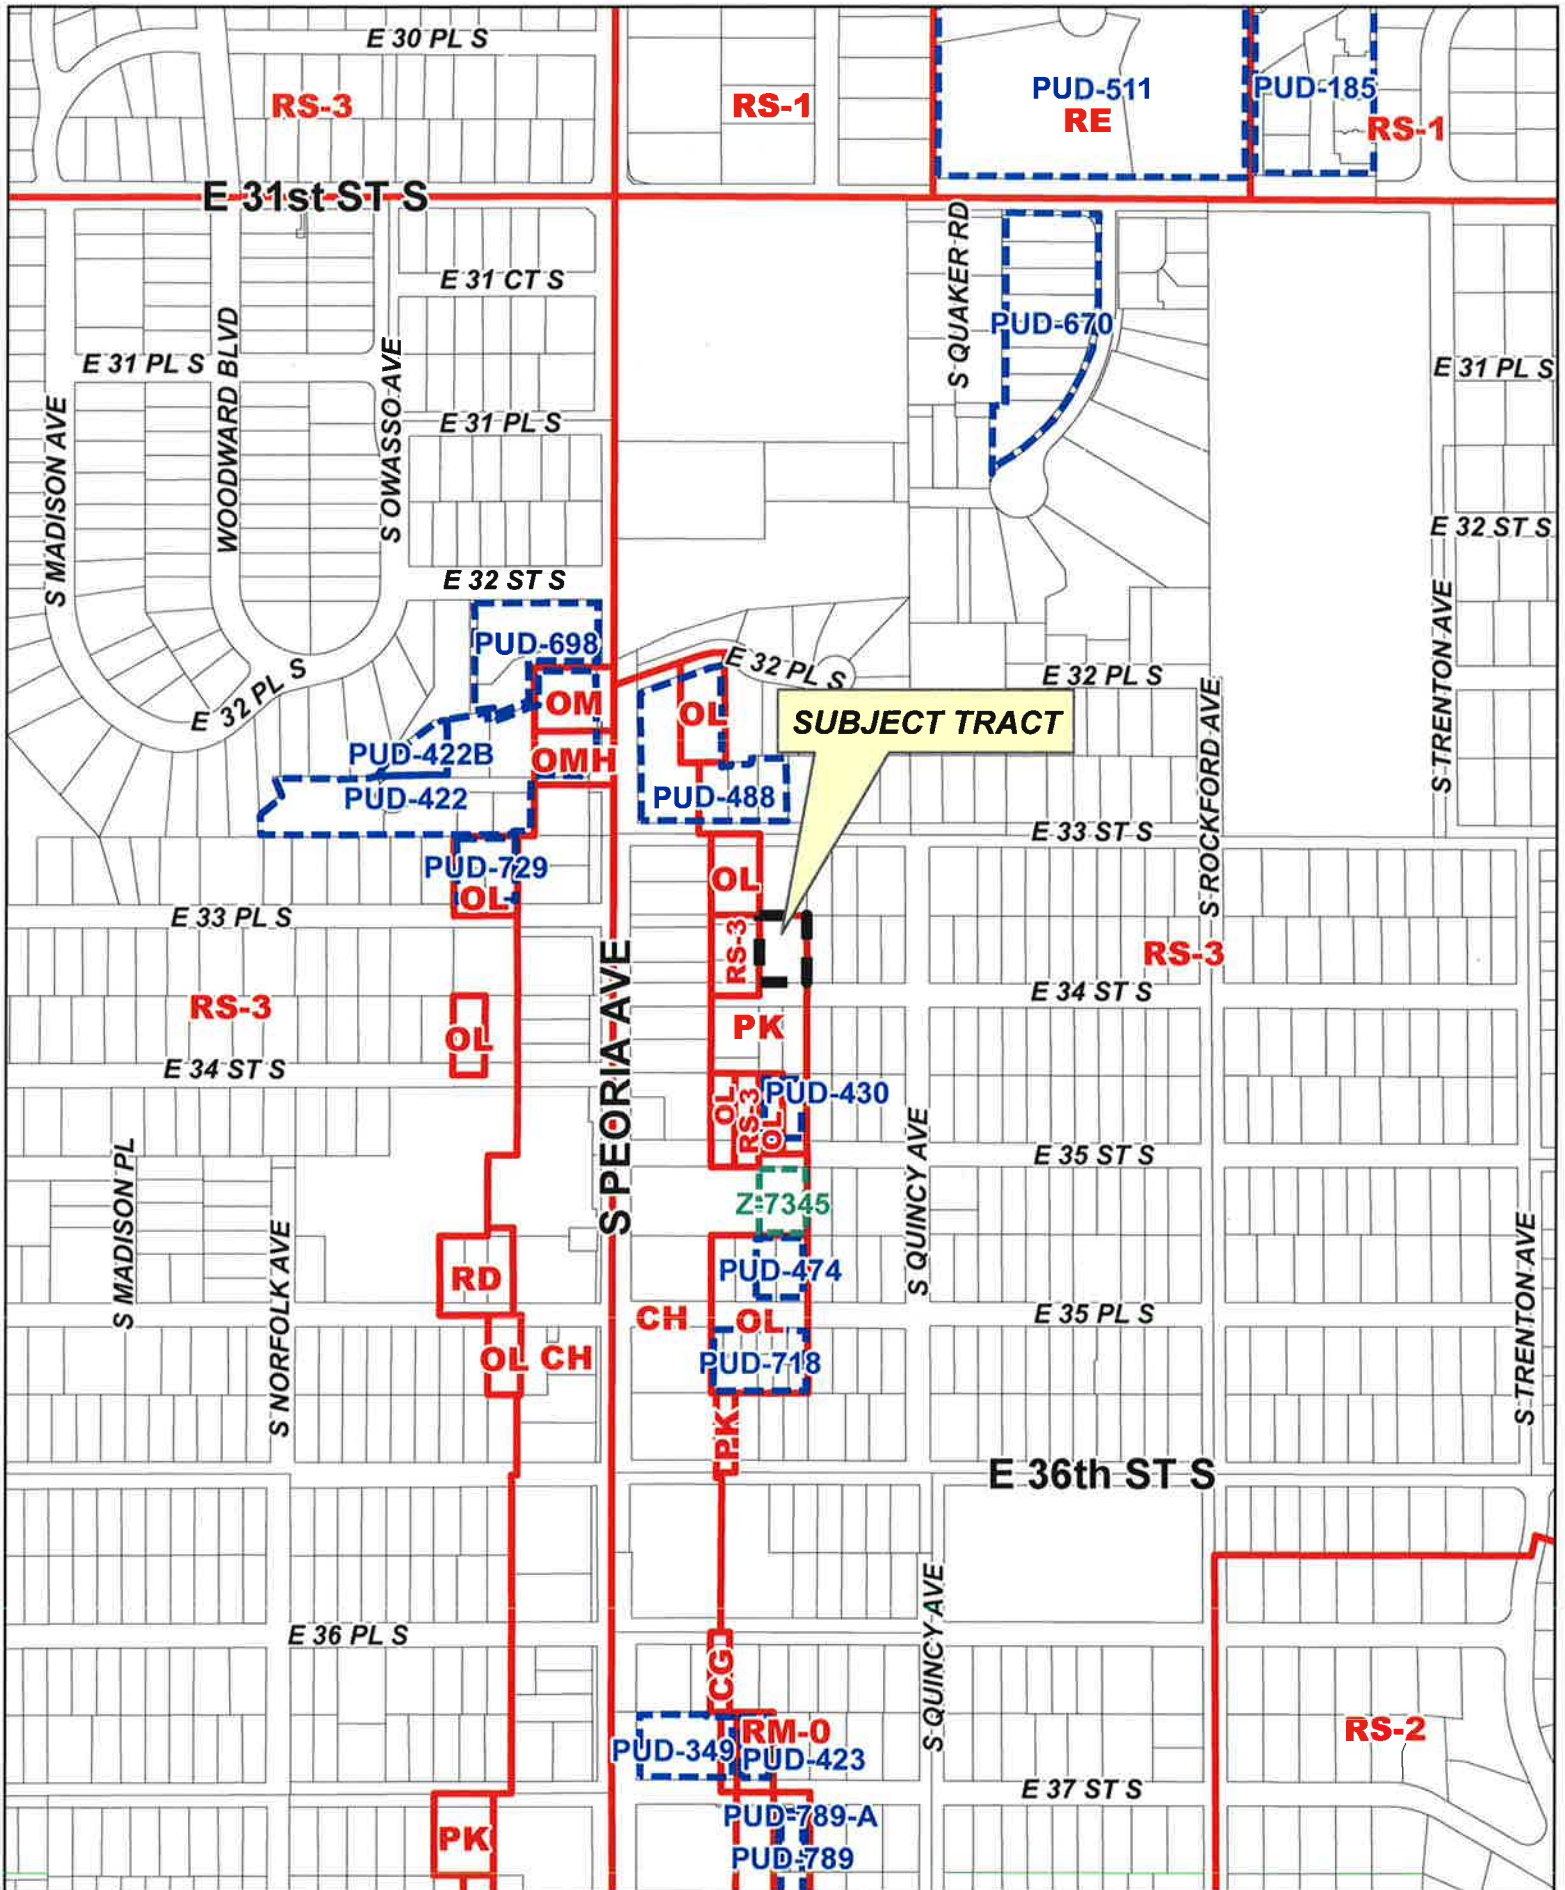 E 30 PL S
RS-3
RS-1
PUD-511
RE
PUD-185
RS-1
E 31st ST S
S QUAKER RD
E 31 CT S
PUD-670
WOODWARD BLVD
E 31 PL S
S OWASSO AVE
E 31 PL S
S MADISON AVE
E 31 PL S
E 32 ST S
E 32 ST S
S TRENTON AVE
PUD-698
E 32 PL S
E 32 PL S
E 32 PL S
OM
OL
SUBJECT TRACT
S ROCKFORD AVE
PUD-422B
OMH
PUD-422
PUD-488
E 33 ST S
PUD-729
OL
OL
E 33 PL S
RS-3
RS-3
S PEORIA AVE
RS-3
E 34 ST S
OL
PK
E 34 ST S
OL
RS-3
OL
PUD-430
S QUINCY AVE
E 35 ST S
S MADISON PL
Z-7345
S NORFOLK AVE
RD
PUD-474
S TRENTON AVE
CH
OL
E 35 PL S
OL
CH
PUD-718
PK
E 36th ST S
E 36 PL S
S QUINCY AVE
CG
RM-0
RS-2
PUD-349
PUD-423
E 37 ST S
PUD-789-A
PK
PUD-789